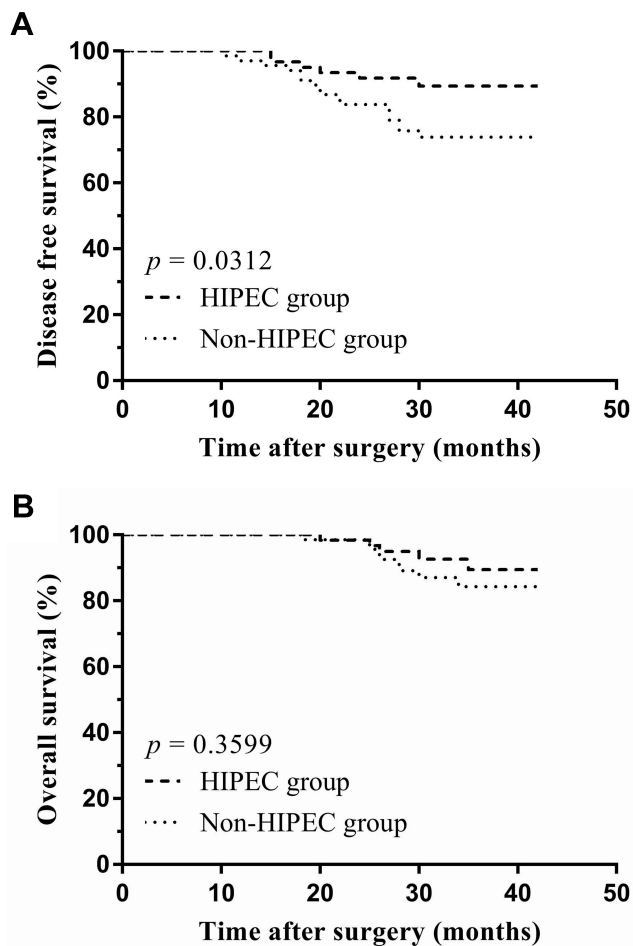 A
Disease free survival (%)
100
80
60
40
20
0
p = 0.0312
HIPEC group
Non-HIPEC group
0 10 20 30 40 50
Time after surgery (months)
B
Overall survival (%)
100
80
60
40
20
0
p = 0.3599
HIPEC group
Non-HIPEC group
0 10 20 30 40 50
Time after surgery (months)